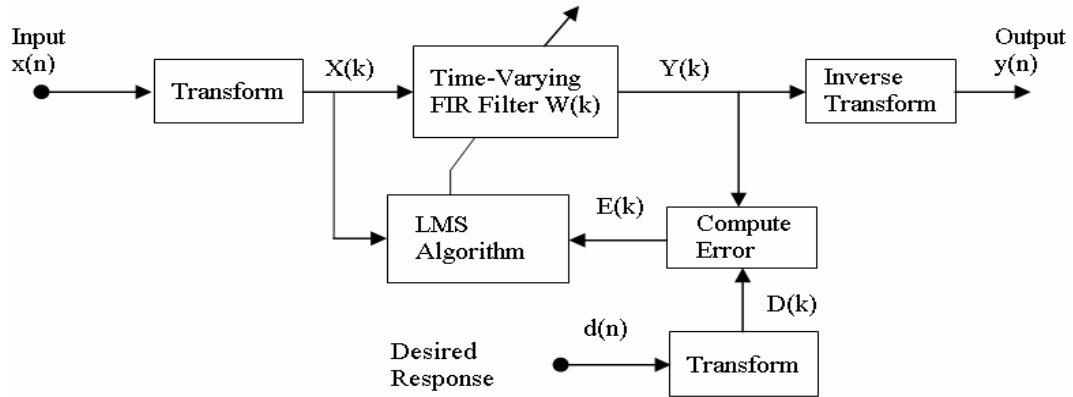 Input
x(n)
Transform
X(k)
Time-Varying
FIR Filter W(k)
Y(k)
Inverse
Transform
Output
y(n)
LMS
Algorithm
E(k)
Compute
Error
D(k)
Desired
Response
d(n)
Transform